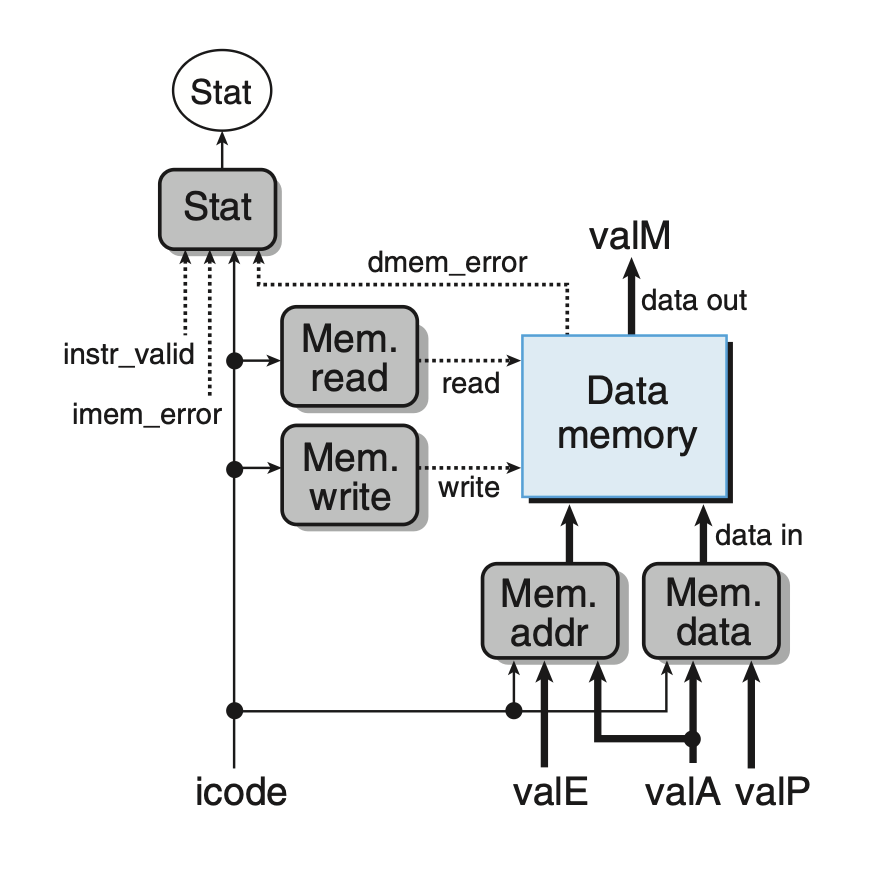 Stat
Stat
valM
dmem_error
data out
instr_valid
Mem.
read
read
Data
memory
imem_error
Mem.
write
write
data in
Mem.
addr
Mem.
data
icode
valE
valA
valP